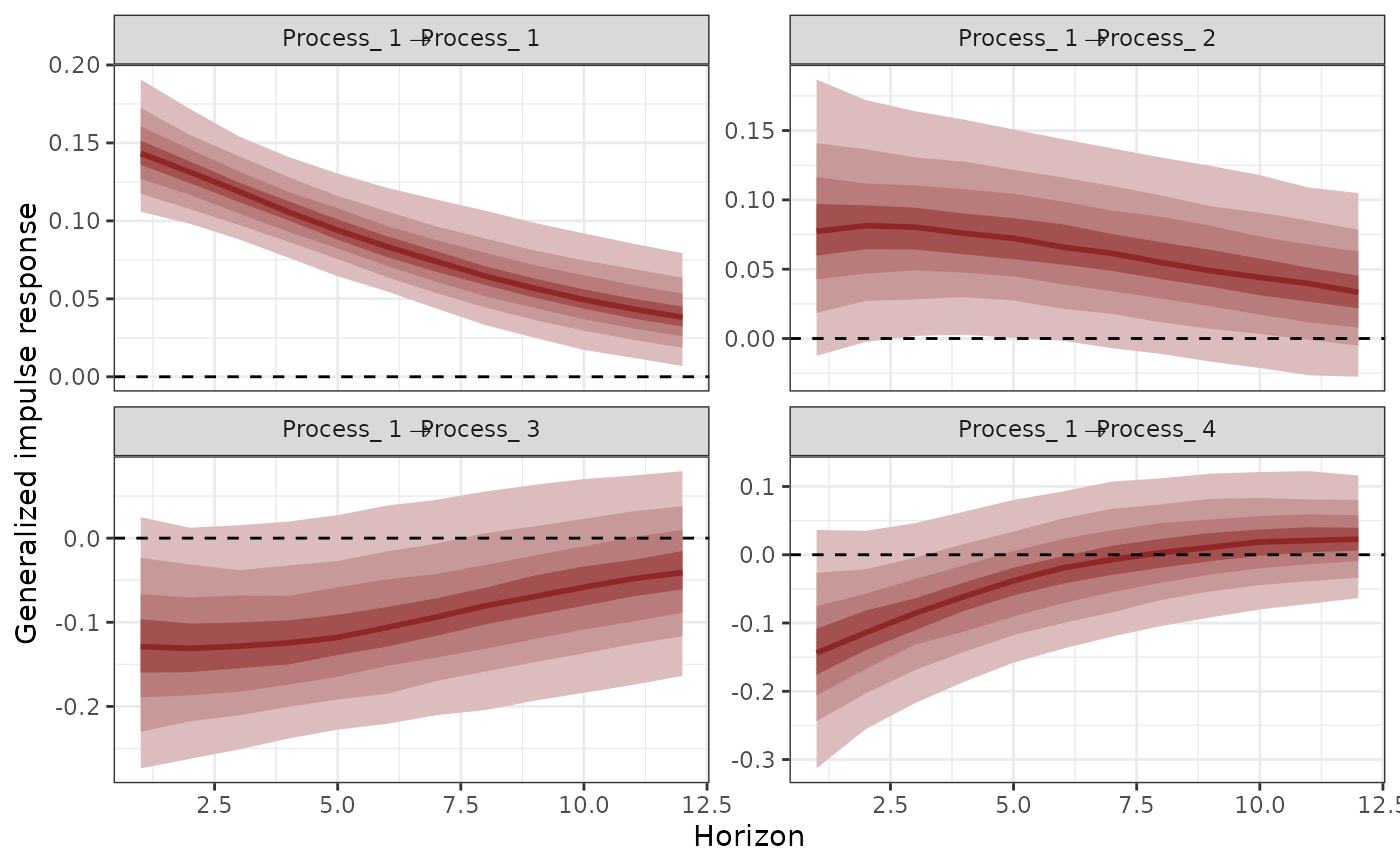 Process_ 1 → Process_ 1
Process_ 1 → Process_ 2
0.20
0.15
0.10
0.05
0.00
0.15
0.10
0.05
0.00
Process_ 1 → Process_ 3
Process_ 1 → Process_ 4
0.0
-0.1
-0.2
0.1
0.0
-0.1
-0.2
-0.3
2.5 5.0 7.5 10.0 12.5
2.5 5.0 7.5 10.0 12.5
Horizon
Generalized impulse response